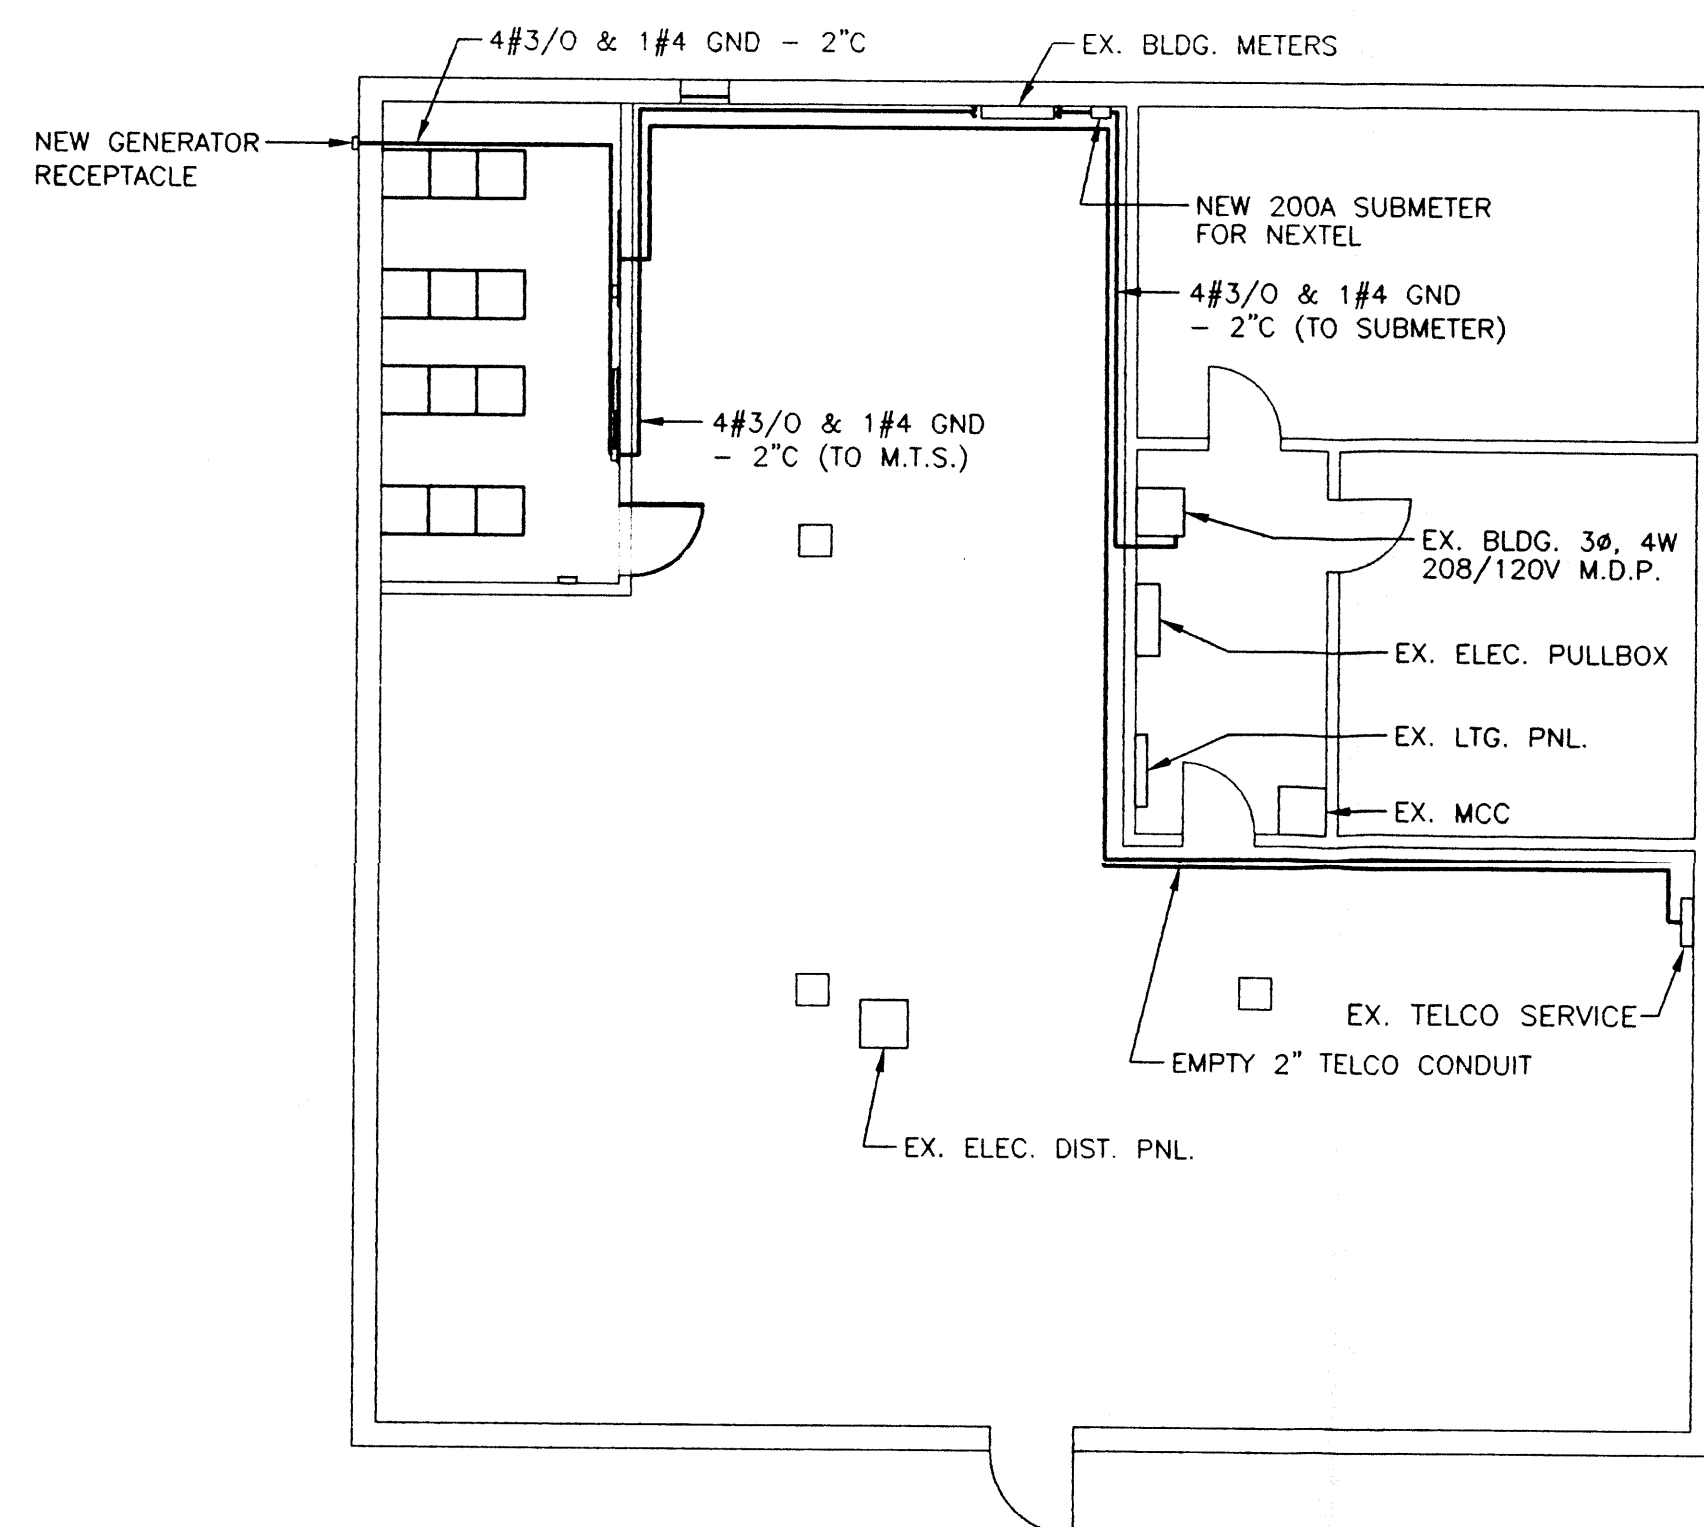 4#3/0 & 1#4 GND - 2"C
EX. BLDG. METERS
NEW GENERATOR
RECEPTACLE
NEW 200A SUBMETER
FOR NEXTEL
4#3/0 & 1#4 GND
- 2"C (TO SUBMETER)
4#3/0 & 1#4 GND
- 2"C (TO M.T.S.)
EX. BLDG. 3ø, 4W
208/120V M.D.P.
EX. ELEC. PULLBOX
EX. LTG. PNL.
EX. MCC
EX. TELCO SERVICE
EMPTY 2" TELCO CONDUIT
EX. ELEC. DIST. PNL.